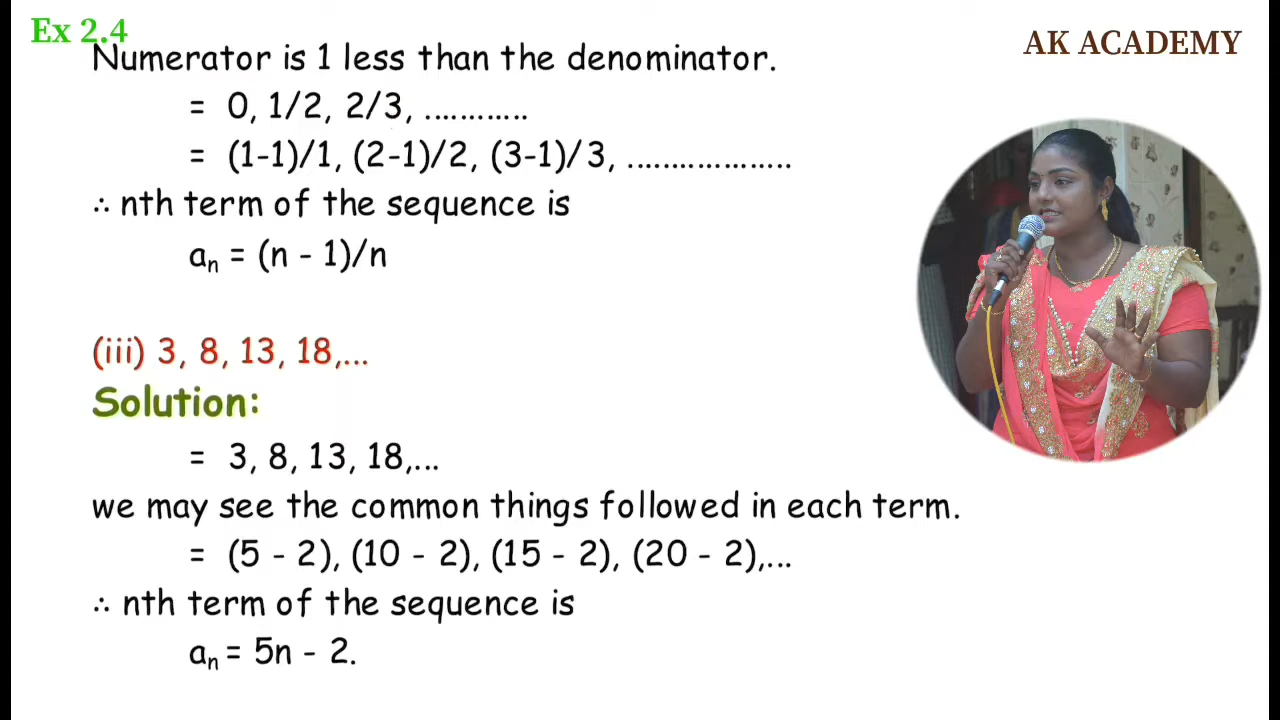 Ex 2.4
AK ACADEMY
Numerator is 1 less than the denominator.
= 0, 1/2, 2/3, ............
= (1-1)/1, (2-1)/2, (3-1)/3, ..................
∴ nth term of the sequence is
aₙ = (n - 1)/n
(iii) 3, 8, 13, 18,...
Solution:
= 3, 8, 13, 18,...
we may see the common things followed in each term.
= (5 - 2), (10 - 2), (15 - 2), (20 - 2),...
∴ nth term of the sequence is
aₙ = 5n - 2.